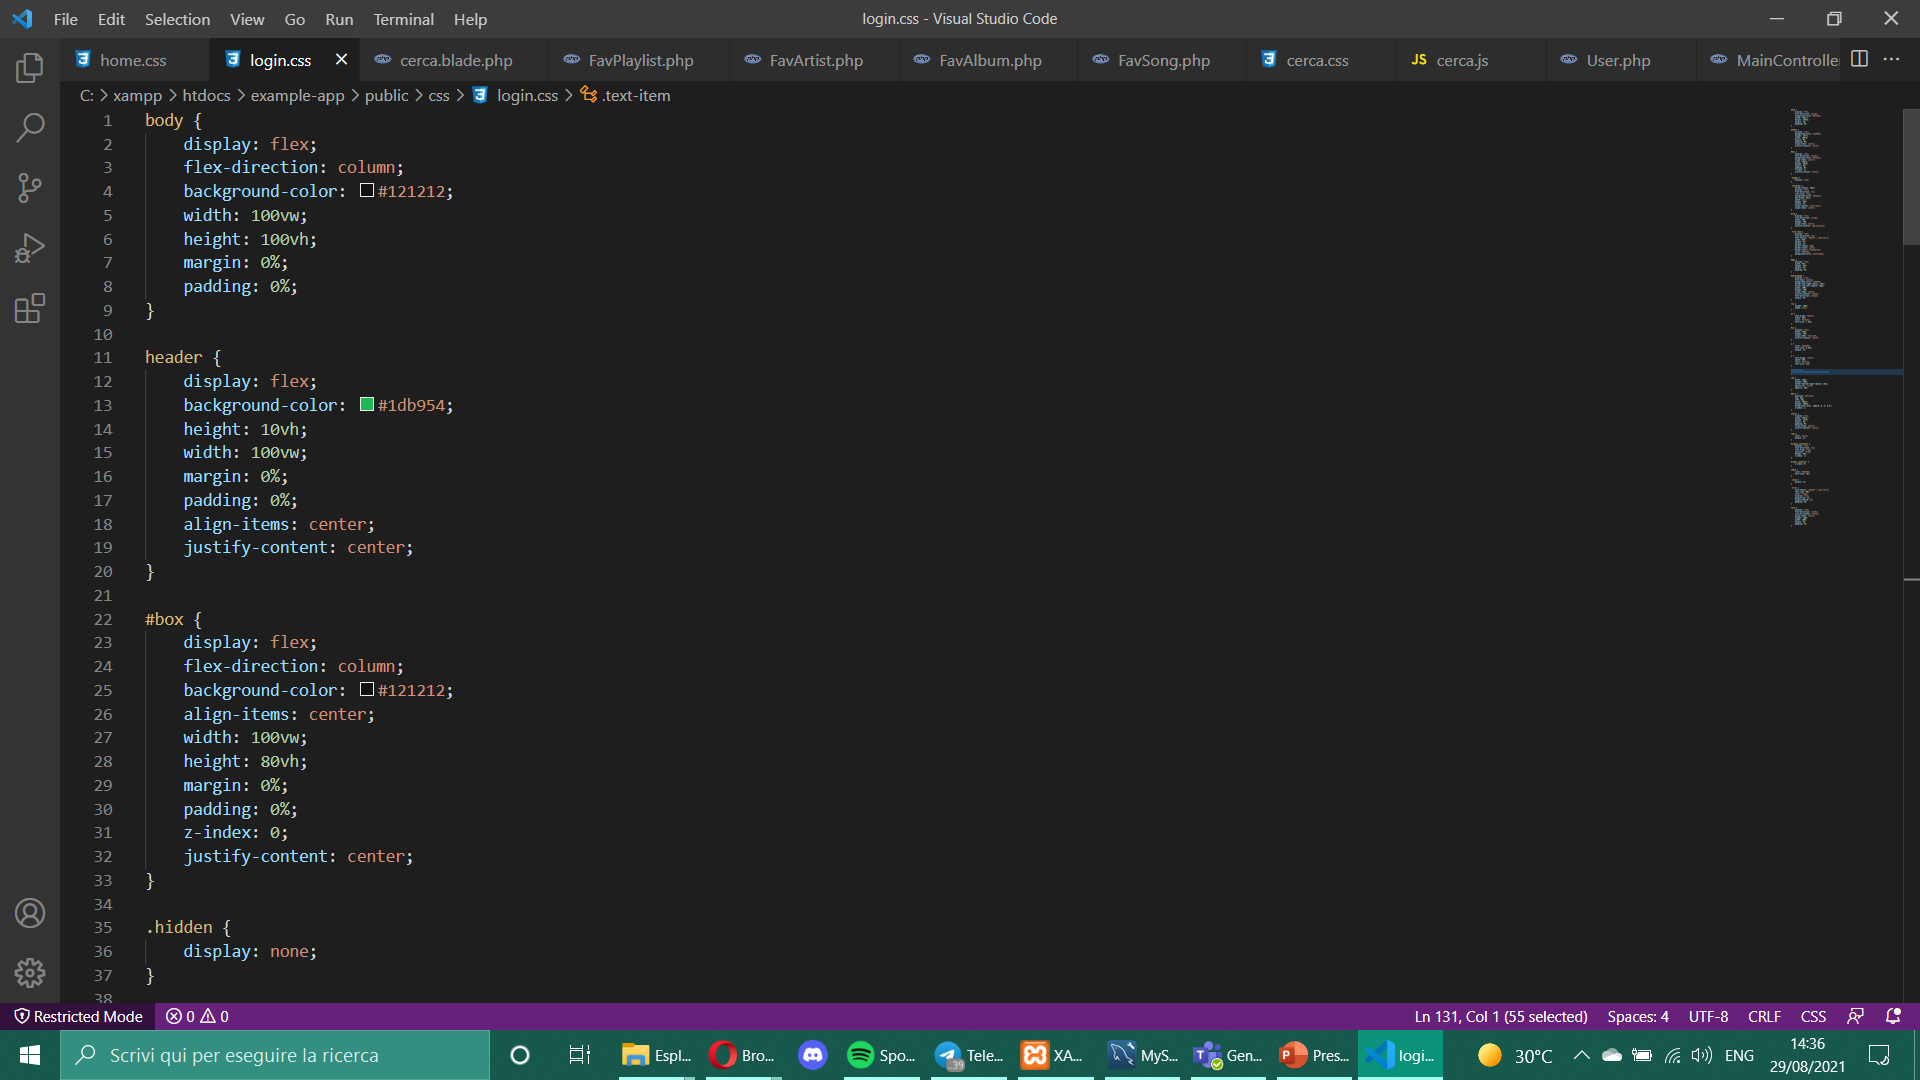 File Edit Selection View Go Run Terminal Help
login.css - Visual Studio Code
home.css
login.css
cerca.blade.php
FavPlaylist.php
FavArtist.php
FavAlbum.php
FavSong.php
cerca.css
JS cerca.js
User.php
MainControlle
C: > xampp > htdocs > example-app > public > css > login.css > .text-item
1 body {
2 display: flex;
3 flex-direction: column;
4 background-color: #121212;
5 width: 100vw;
6 height: 100vh;
7 margin: 0%;
8 padding: 0%;
9 }
10
11 header {
12 display: flex;
13 background-color: #1db954;
14 height: 10vh;
15 width: 100vw;
16 margin: 0%;
17 padding: 0%;
18 align-items: center;
19 justify-content: center;
20 }
21
22 #box {
23 display: flex;
24 flex-direction: column;
25 background-color: #121212;
26 align-items: center;
27 width: 100vw;
28 height: 80vh;
29 margin: 0%;
30 padding: 0%;
31 z-index: 0;
32 justify-content: center;
33 }
34
35 .hidden {
36 display: none;
37 }
38
Restricted Mode
0 0
Ln 131, Col 1 (55 selected)
Spaces: 4
UTF-8
CRLF
CSS
Scrivi qui per eseguire la ricerca
Espl...
Bro...
Spo...
39
Tele...
XA...
MyS...
Gen...
Pres...
logi...
30°C
ENG
14:36
29/08/2021